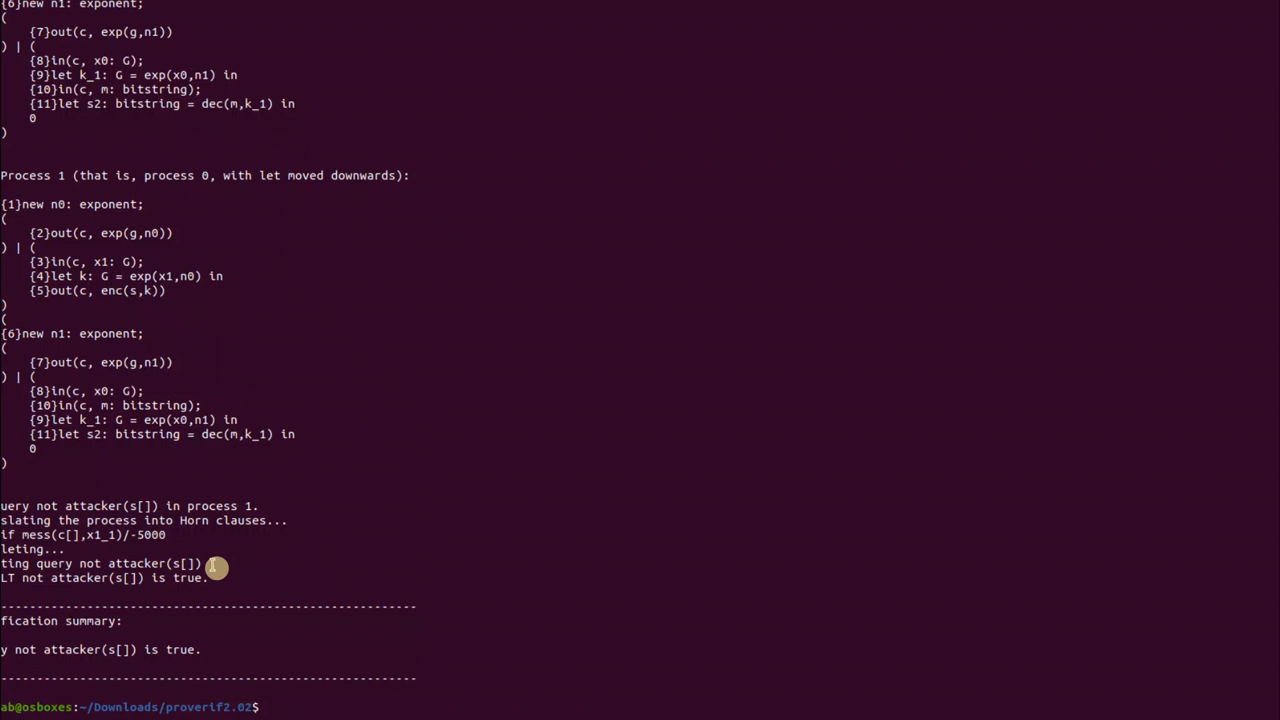 {6}new n1: exponent;
(
{7}out(c, exp(g,n1))
) | (
{8}in(c, x0: G);
{9}let k_1: G = exp(x0,n1) in
{10}in(c, m: bitstring);
{11}let s2: bitstring = dec(m,k_1) in
0
)
Process 1 (that is, process 0, with let moved downwards):
{1}new n0: exponent;
(
{2}out(c, exp(g,n0))
) | (
{3}in(c, x1: G);
{4}let k: G = exp(x1,n0) in
{5}out(c, enc(s,k))
)
(
{6}new n1: exponent;
(
{7}out(c, exp(g,n1))
) | (
{8}in(c, x0: G);
{10}in(c, m: bitstring);
{9}let k_1: G = exp(x0,n1) in
{11}let s2: bitstring = dec(m,k_1) in
0
)
uery not attacker(s[]) in process 1.
slating the process into Horn clauses...
if mess(c[],x1_1)/-5000
leting...
ting query not attacker(s[])
LT not attacker(s[]) is true.
----------------------------------------------------------
fication summary:
y not attacker(s[]) is true.
----------------------------------------------------------
ab@osboxes:~/Downloads/proverif2.02$